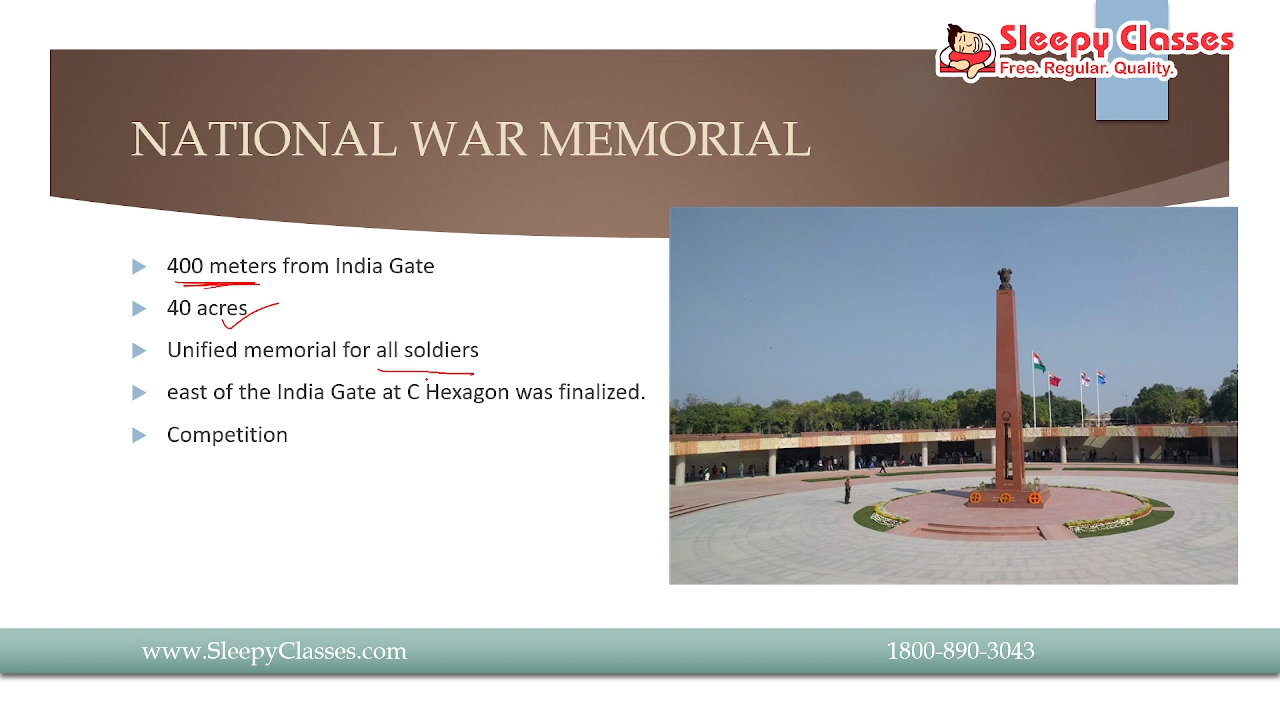 Sleepy Classes
Free. Regular. Quality.
NATIONAL WAR MEMORIAL
400 meters from India Gate
40 acres
Unified memorial for all soldiers
east of the India Gate at C Hexagon was finalized.
Competition
www.SleepyClasses.com
1800-890-3043